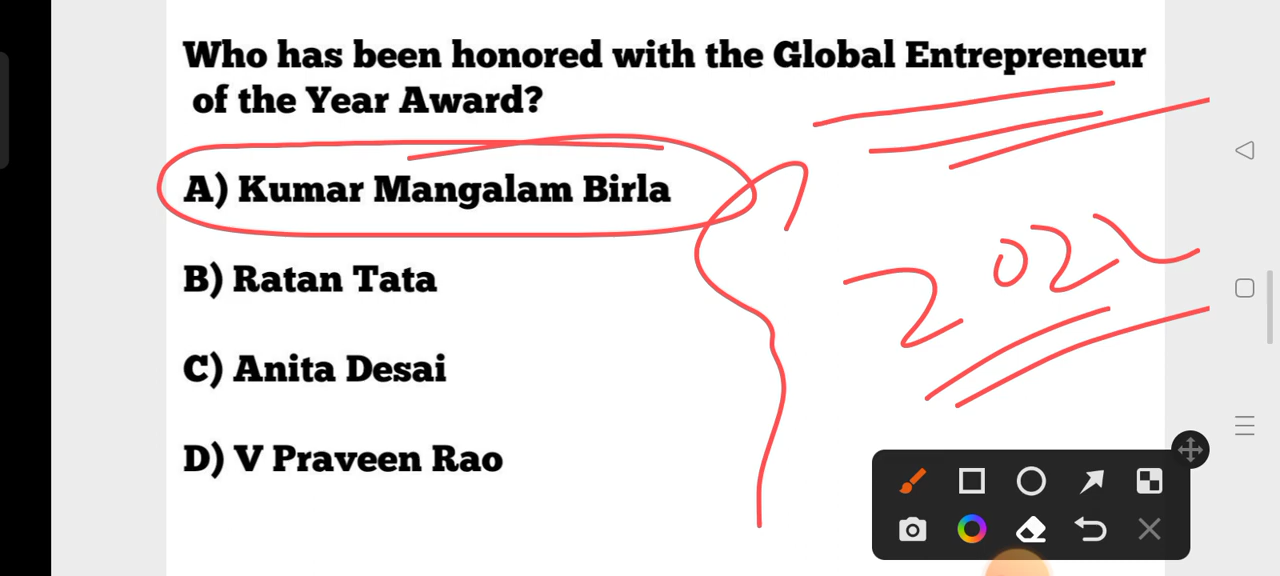 Who has been honored with the Global Entrepreneur
of the Year Award?
A) Kumar Mangalam Birla
2022
B) Ratan Tata
C) Anita Desai
D) V Praveen Rao